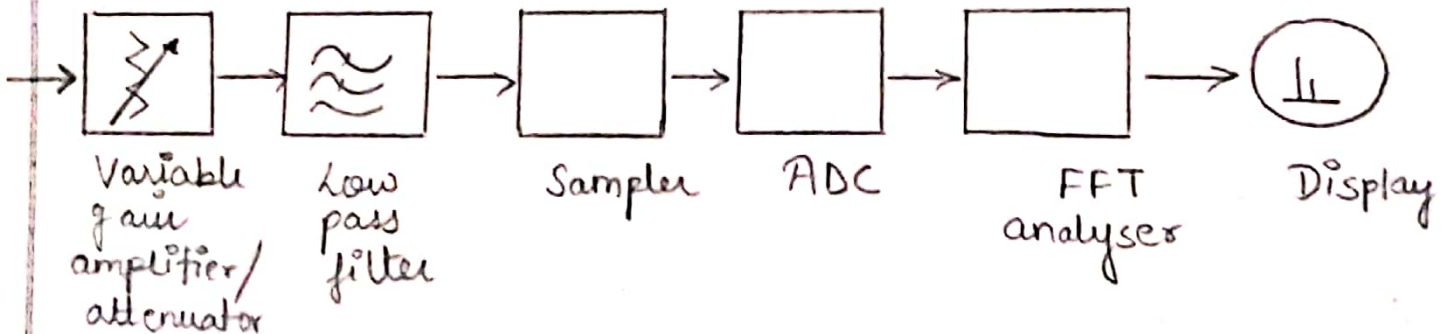 Variable
gain
amplifier/
attenuator
Low
pass
filter
Sampler
ADC
FFT
analyser
Display